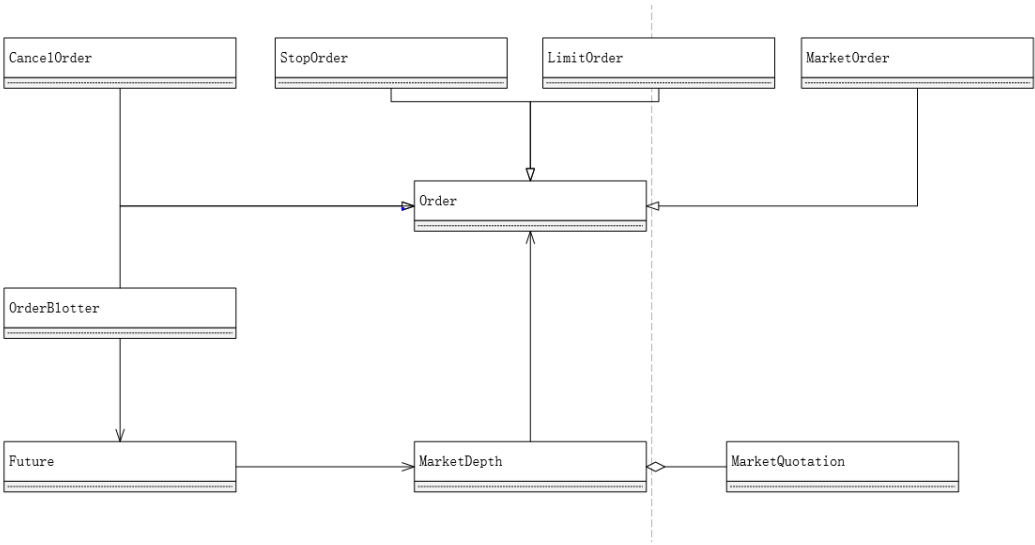 CancelOrder
StopOrder
LimitOrder
MarketOrder
Order
OrderBlotter
Future
MarketDepth
MarketQuotation